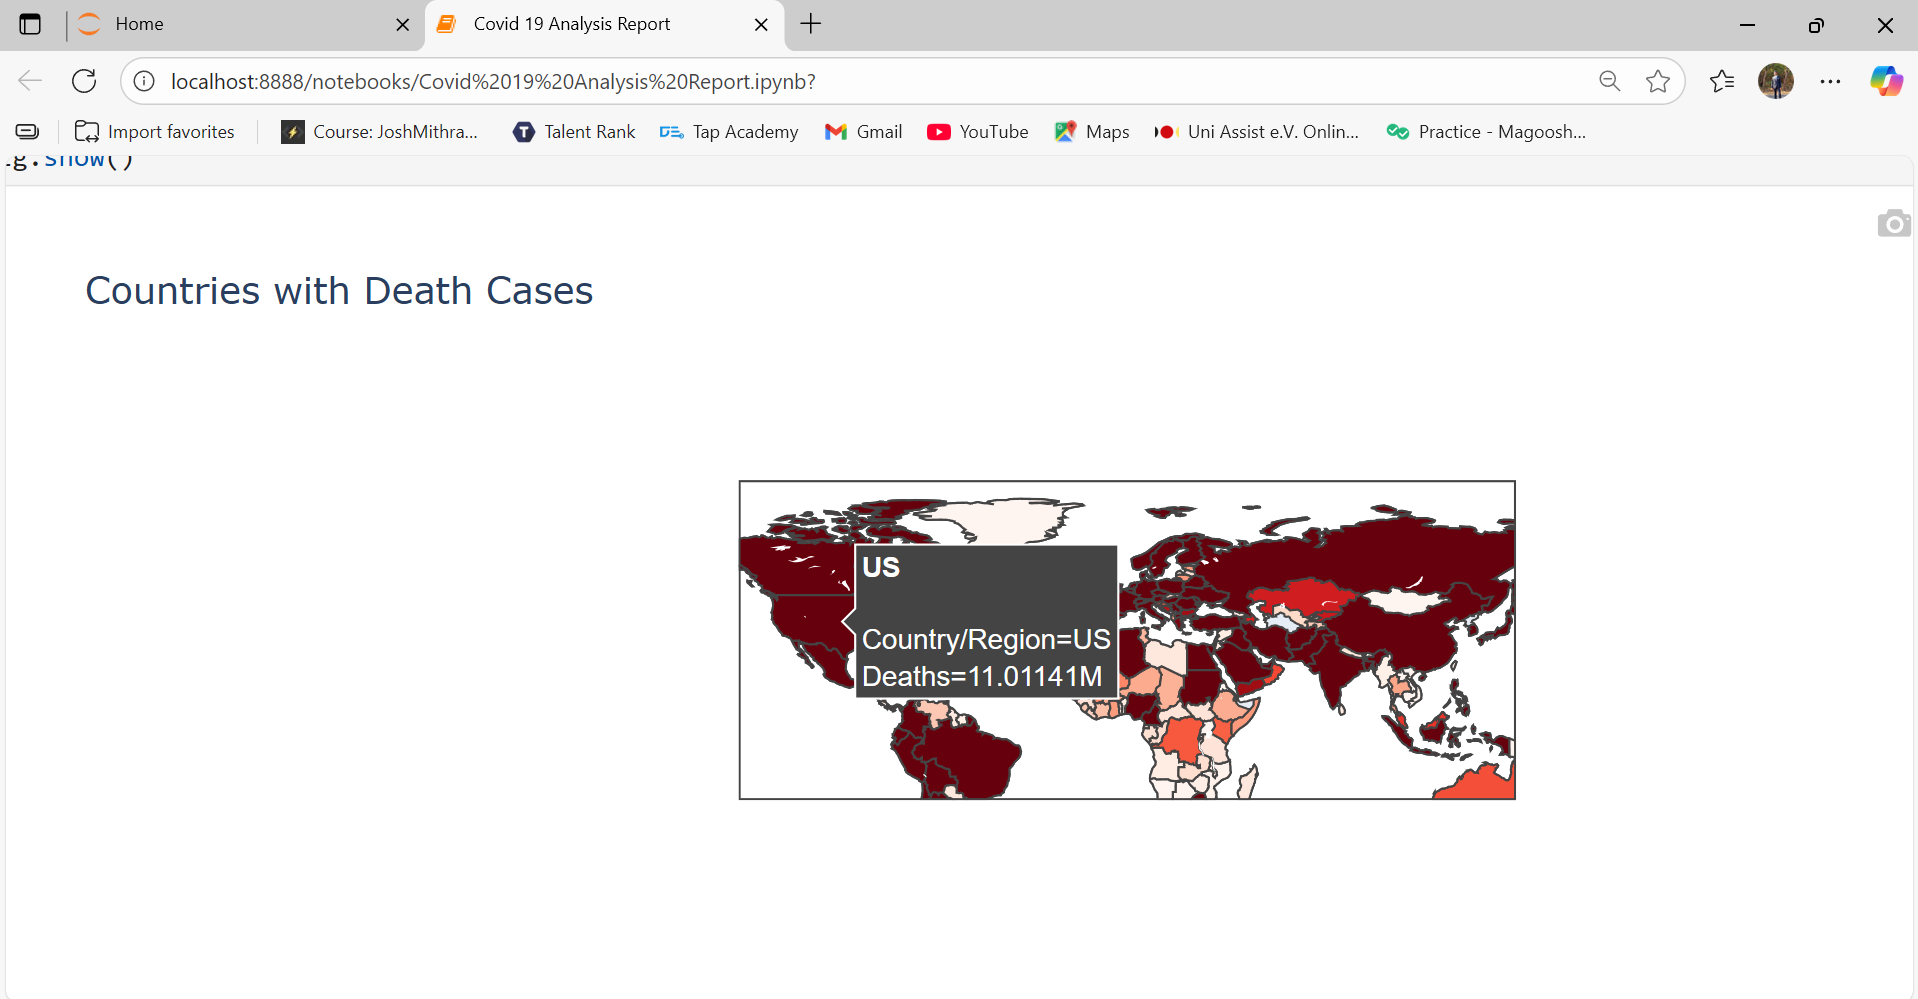 Home
Covid 19 Analysis Report
localhost:8888/notebooks/Covid%2019%20Analysis%20Report.ipynb?
Import favorites
Course: JoshMithra...
Talent Rank
Tap Academy
Gmail
YouTube
Maps
Uni Assist e.V. Onlin...
Practice - Magoosh...
g.show()
Countries with Death Cases
US
Country/Region=US
Deaths=11.01141M